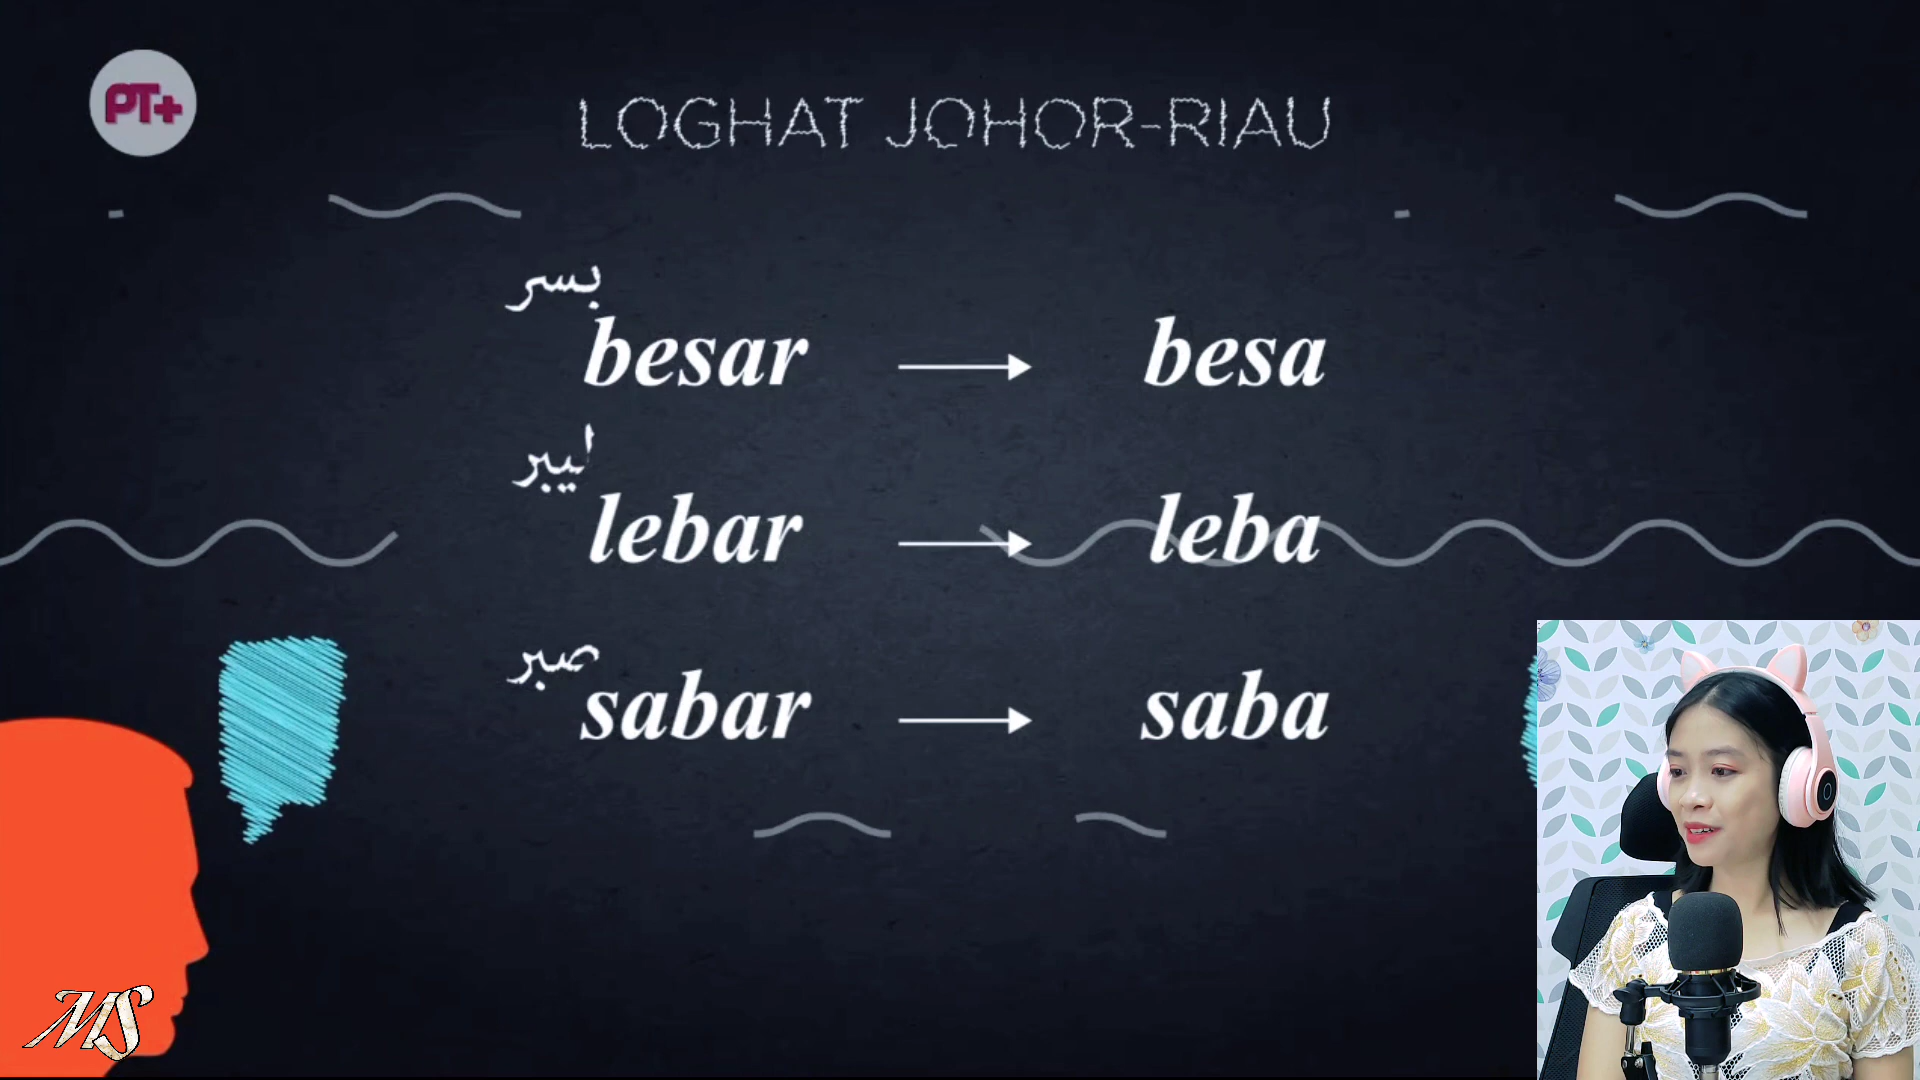 PT+
LOGHAT JOHOR-RIAU
بسر
besar → besa
ليبر
lebar → leba
صبر
sabar → saba
MS